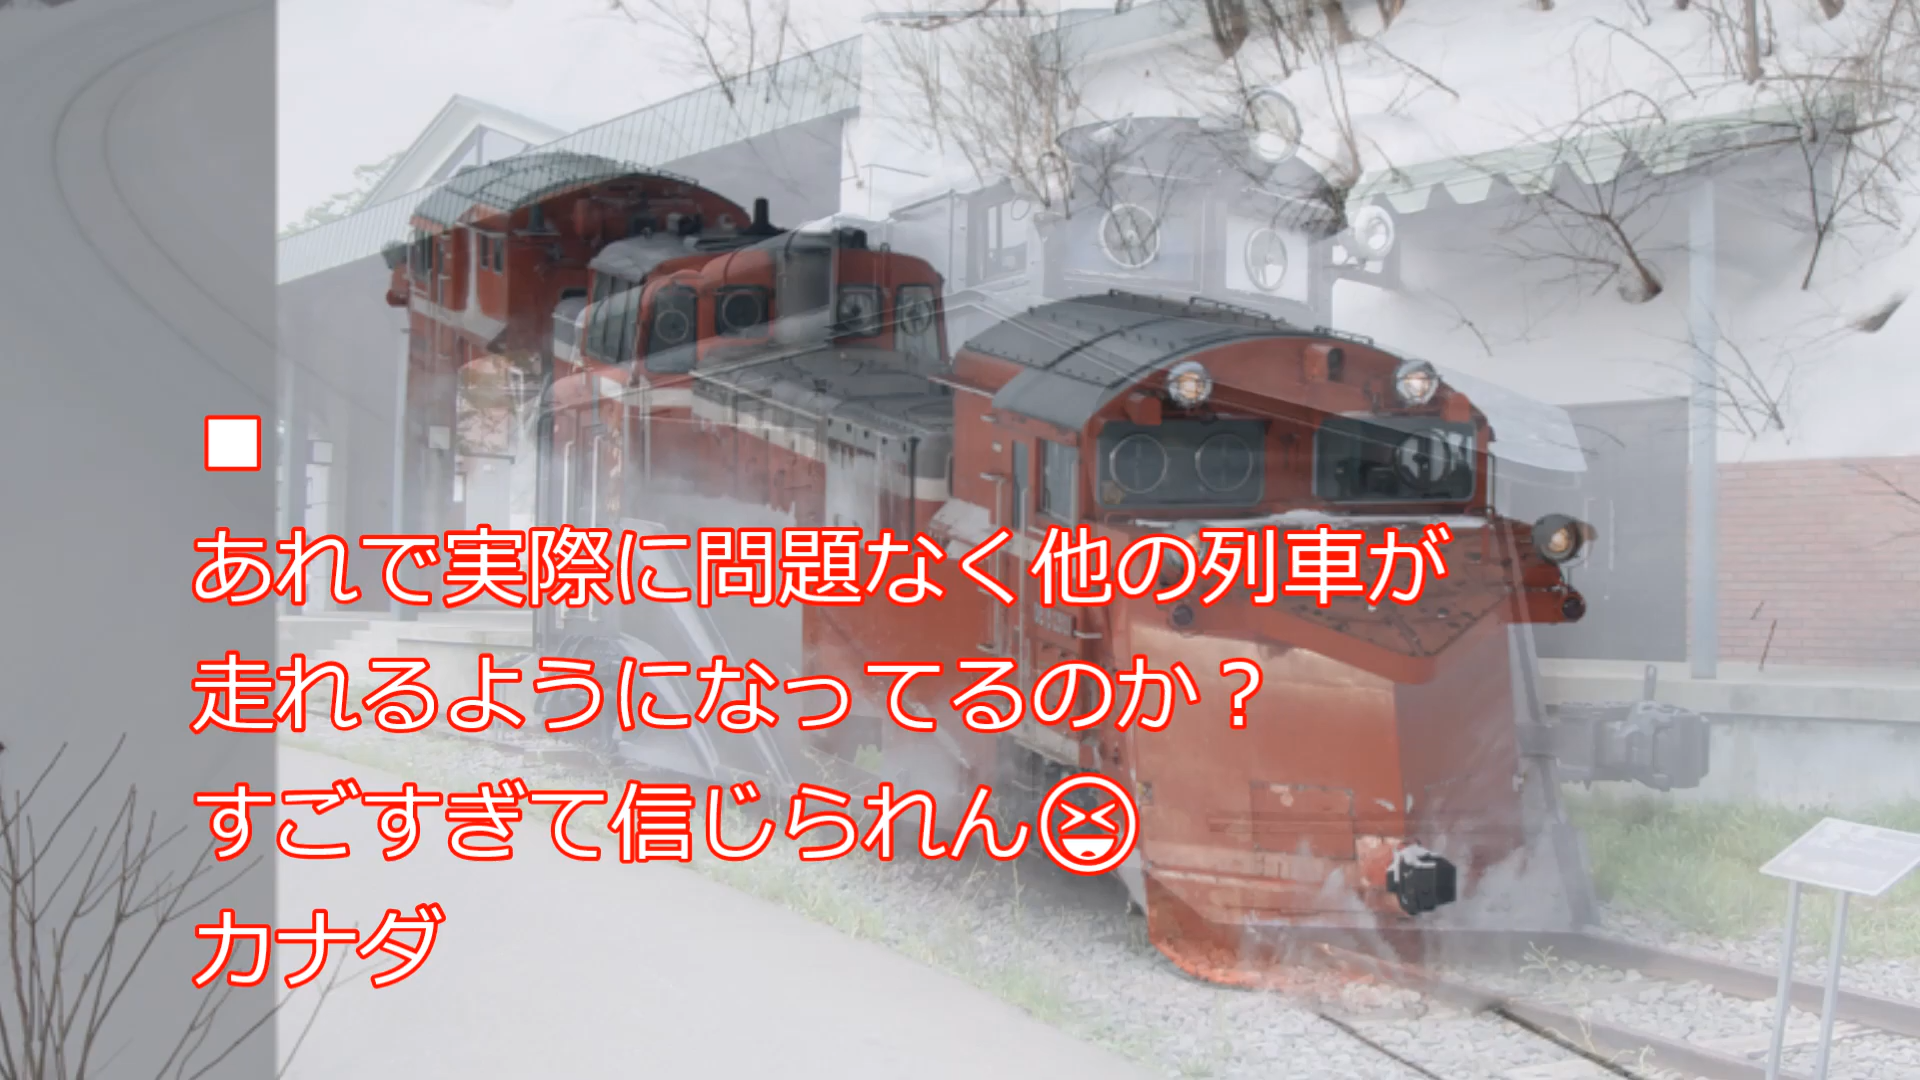 ■
あれで実際に問題なく他の列車が
走れるようになってるのか？
すごすぎて信じられん😆
カナダ